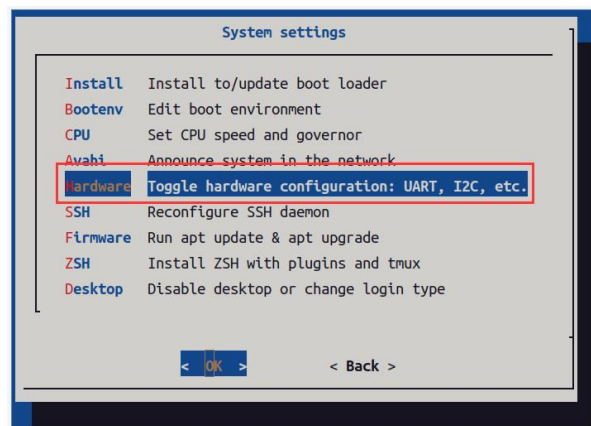 System settings
Install Install to/update boot loader
Bootenv Edit boot environment
CPU Set CPU speed and governor
Avahi Announce system in the network
Hardware Toggle hardware configuration: UART, I2C, etc.
SSH Reconfigure SSH daemon
Firmware Run apt update & apt upgrade
ZSH Install ZSH with plugins and tmux
Desktop Disable desktop or change login type
< OK > < Back >